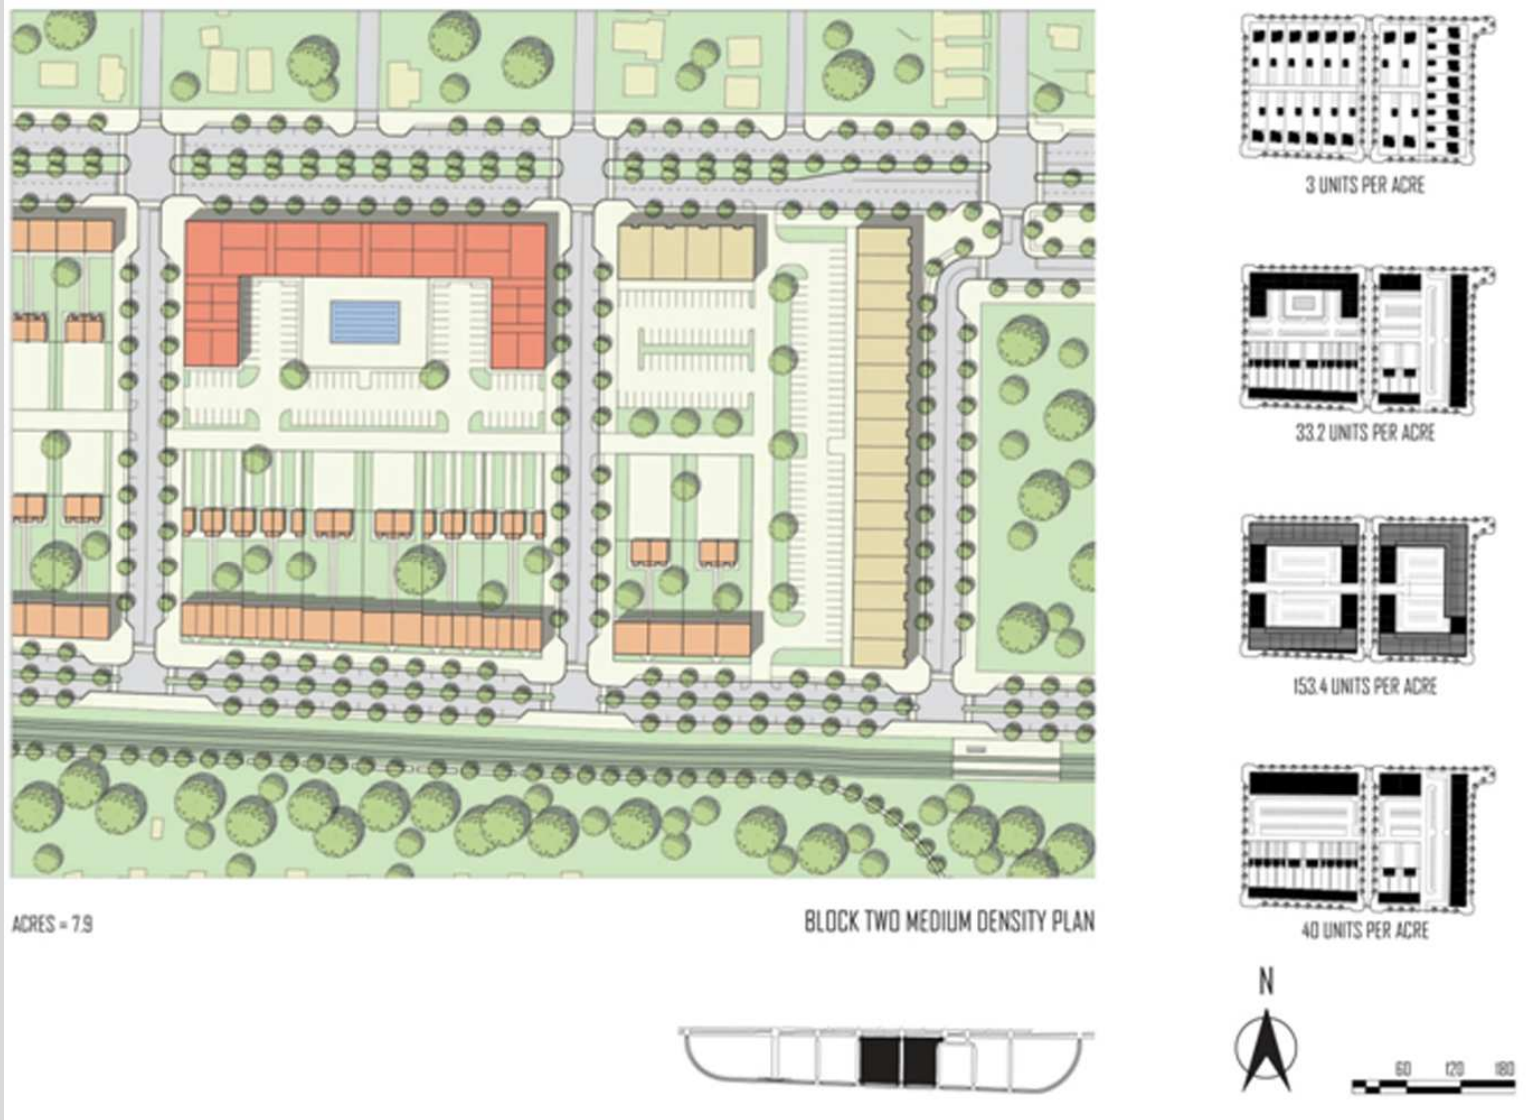 3 UNITS PER ACRE
33.2 UNITS PER ACRE
153.4 UNITS PER ACRE
40 UNITS PER ACRE
ACRES = 7.9
BLOCK TWO MEDIUM DENSITY PLAN
N
60 120 180